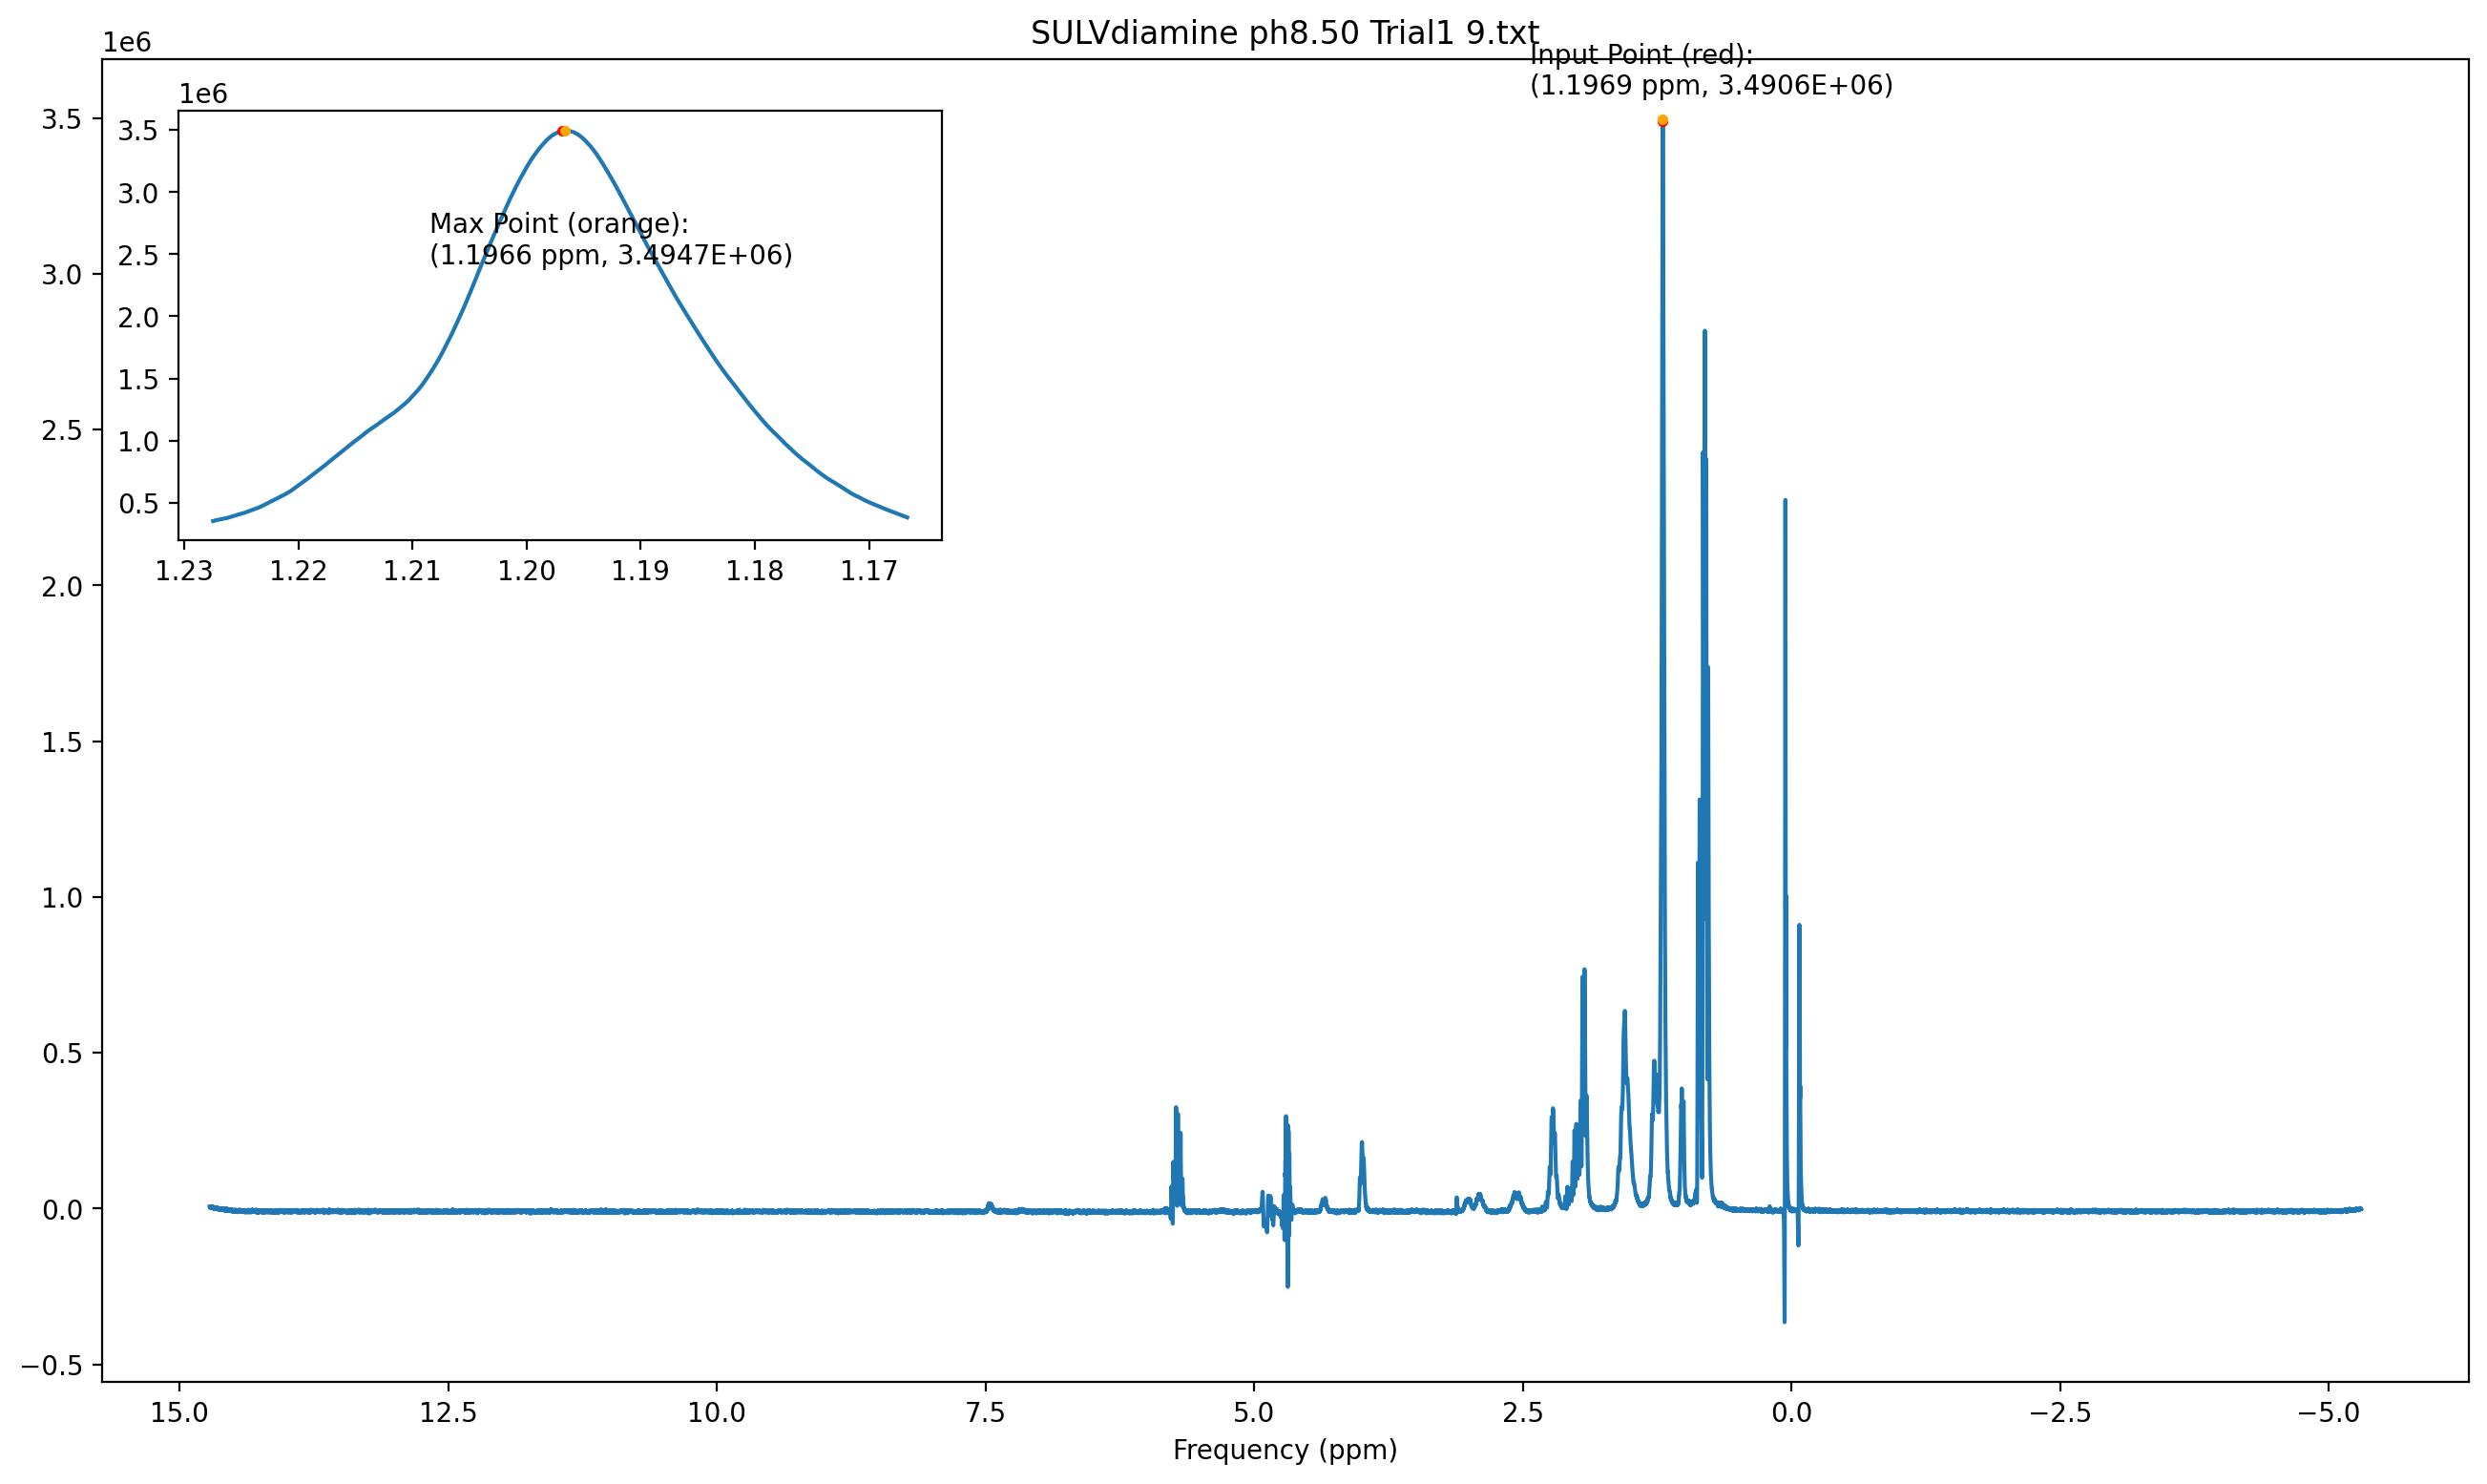 SULVdiamine ph8.50 Trial1 9.txt
1e6
Input Point (red):
(1.1969 ppm, 3.4906E+06)
3.5
3.0
2.5
2.0
1.5
1.0
0.5
0.0
−0.5
1e6
3.5
3.0
2.5
2.0
1.5
1.0
0.5
Max Point (orange):
(1.1966 ppm, 3.4947E+06)
1.23 1.22 1.21 1.20 1.19 1.18 1.17
15.0 12.5 10.0 7.5 5.0 2.5 0.0 −2.5 −5.0
Frequency (ppm)